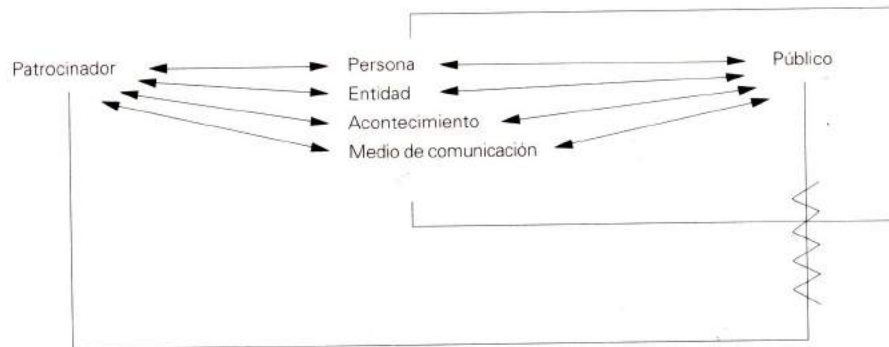 Patrocinador
Persona
Entidad
Acontecimiento
Medio de comunicación
Público